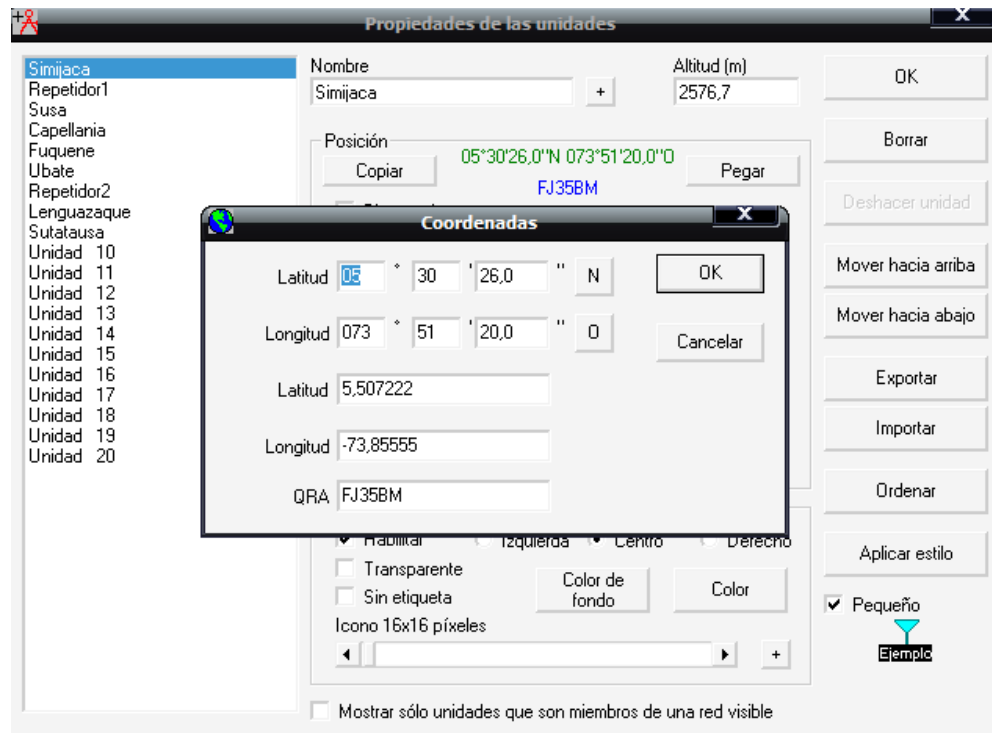 Propiedades de las unidades
X
Simijaca
Repetidor1
Susa
Capellania
Fuquene
Ubate
Repetidor2
Lenguazaque
Sutatausa
Unidad 10
Unidad 11
Unidad 12
Unidad 13
Unidad 14
Unidad 15
Unidad 16
Unidad 17
Unidad 18
Unidad 19
Unidad 20
Nombre
Simijaca
+
Altitud (m)
2576,7
Posición
Copiar
05°30'26,0"N 073°51'20,0"O
FJ35BM
Pegar
Coordenadas
X
Latitud 05 ° 30 ' 26,0 " N
OK
Longitud 073 ° 51 ' 20,0 " O
Cancelar
Latitud 5,507222
Longitud -73,85555
QRA FJ35BM
Habilitar Izquierda Centro Derecho
Transparente
Sin etiqueta
Color de fondo
Color
Icono 16x16 píxeles
+
Mostrar sólo unidades que son miembros de una red visible
OK
Borrar
Deshacer unidad
Mover hacia arriba
Mover hacia abajo
Exportar
Importar
Ordenar
Aplicar estilo
Pequeño
Ejemplo